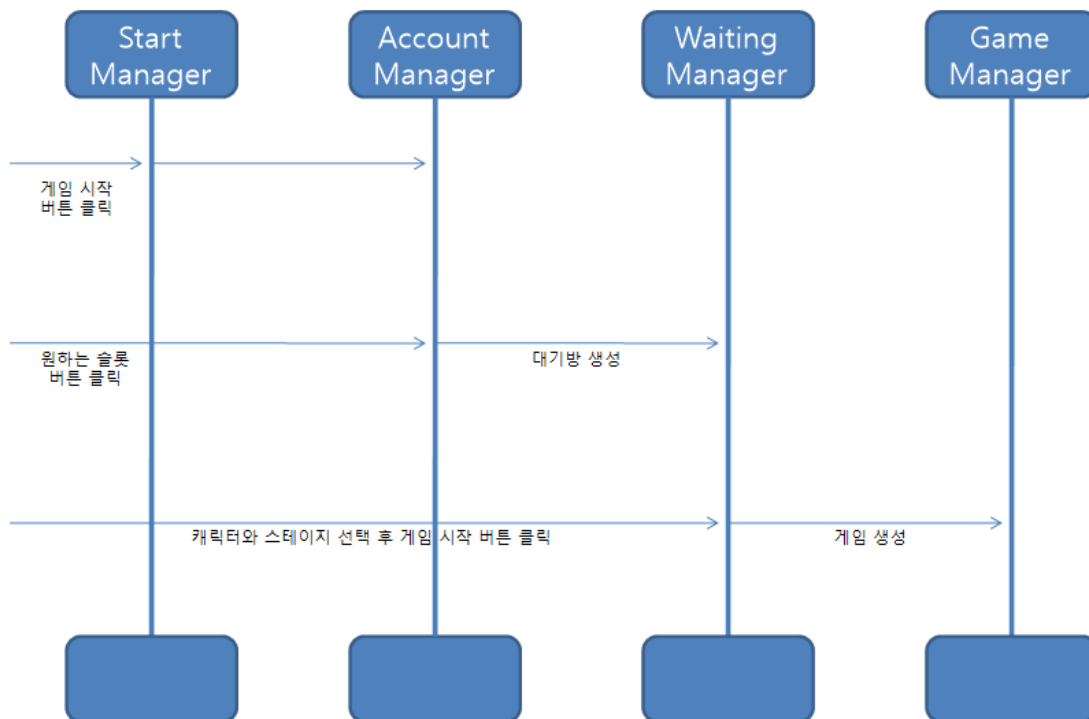 Start
Manager
Account
Manager
Waiting
Manager
Game
Manager
게임 시작
버튼 클릭
원하는 슬롯
버튼 클릭
대기방 생성
캐릭터와 스테이지 선택 후 게임 시작 버튼 클릭
게임 생성